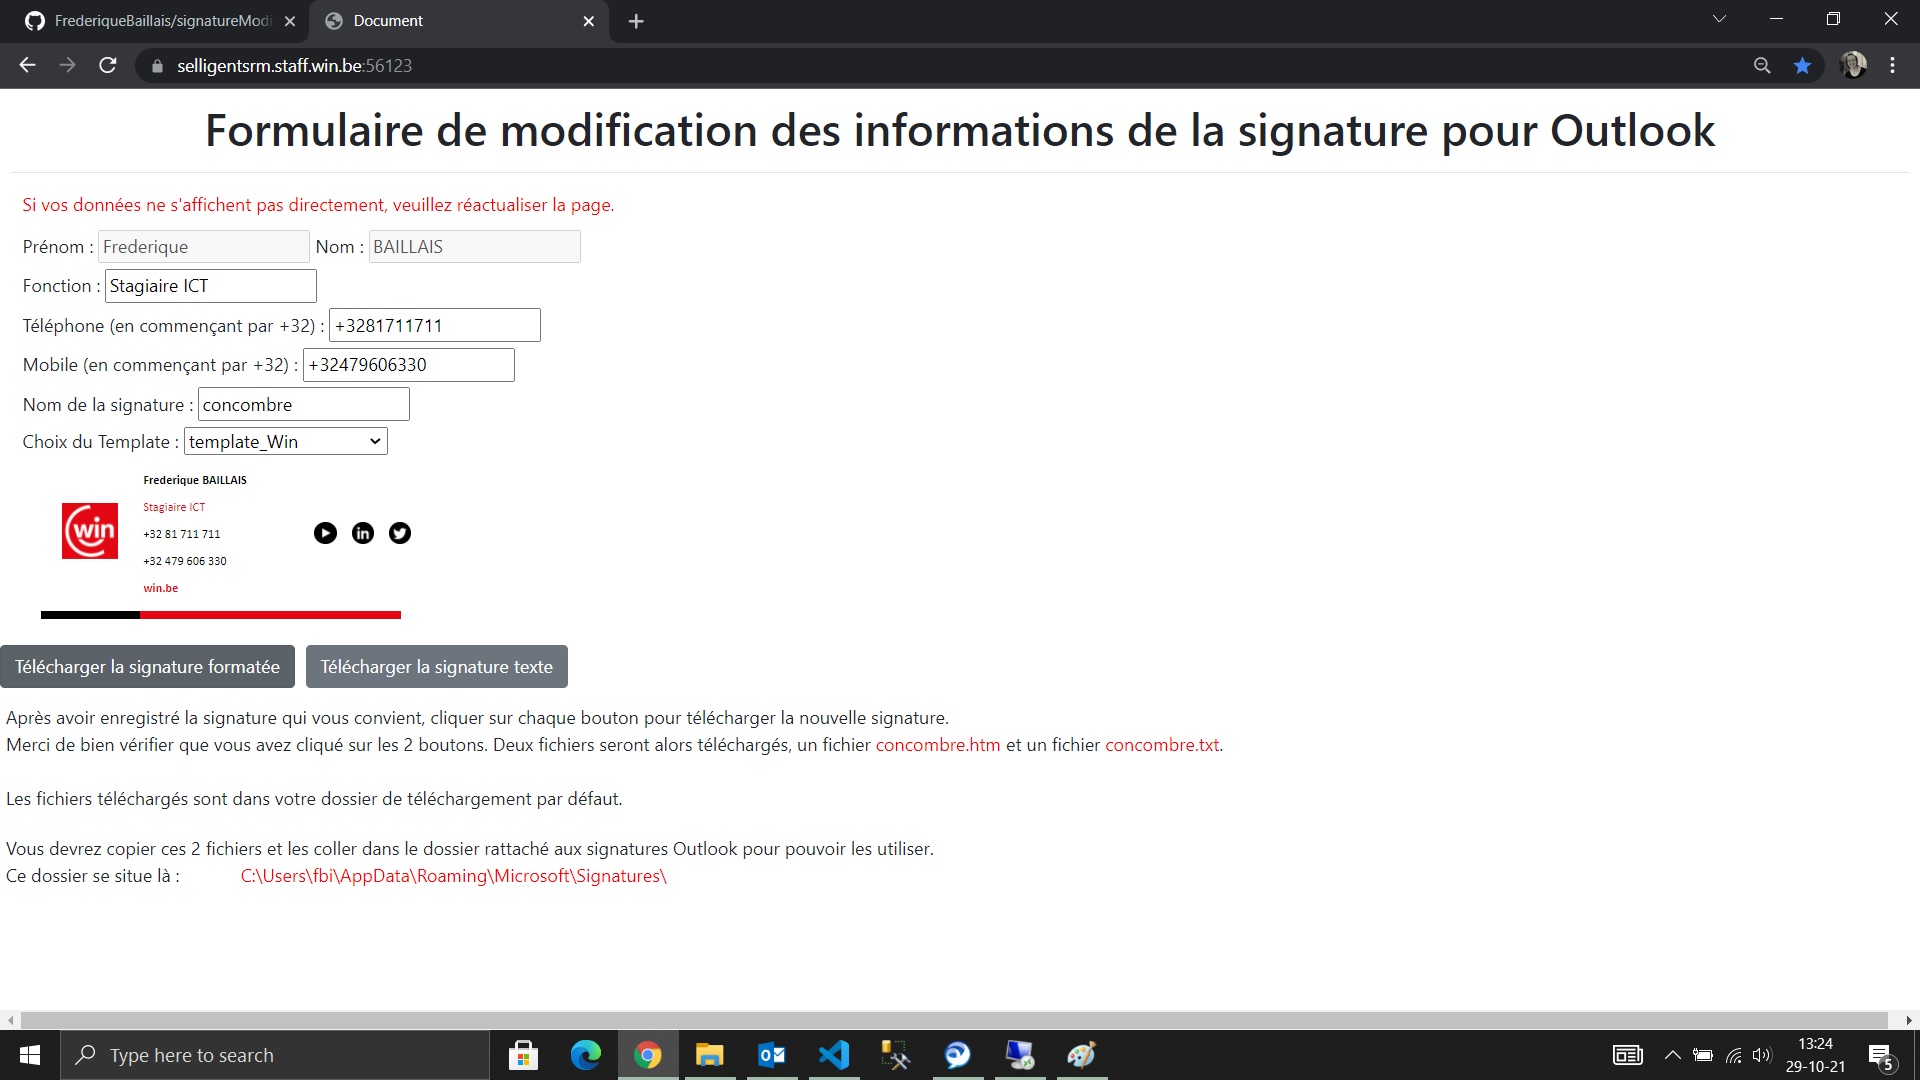 FrederiqueBaillais/signatureModi
Document
selligentsrm.staff.win.be:56123
Formulaire de modification des informations de la signature pour Outlook
Si vos données ne s'affichent pas directement, veuillez réactualiser la page.
Prénom : Frederique Nom : BAILLAIS
Fonction : Stagiaire ICT
Téléphone (en commençant par +32) : +3281711711
Mobile (en commençant par +32) : +32479606330
Nom de la signature : concombre
Choix du Template : template_Win
Frederique BAILLAIS
Stagiaire ICT
win
+32 81 711 711
in
+32 479 606 330
win.be
Télécharger la signature formatée Télécharger la signature texte
Après avoir enregistré la signature qui vous convient, cliquer sur chaque bouton pour télécharger la nouvelle signature.
Merci de bien vérifier que vous avez cliqué sur les 2 boutons. Deux fichiers seront alors téléchargés, un fichier concombre.htm et un fichier concombre.txt.
Les fichiers téléchargés sont dans votre dossier de téléchargement par défaut.
Vous devrez copier ces 2 fichiers et les coller dans le dossier rattaché aux signatures Outlook pour pouvoir les utiliser.
Ce dossier se situe là : C:\Users\fbi\AppData\Roaming\Microsoft\Signatures\
Type here to search
13:24
29-10-21
5